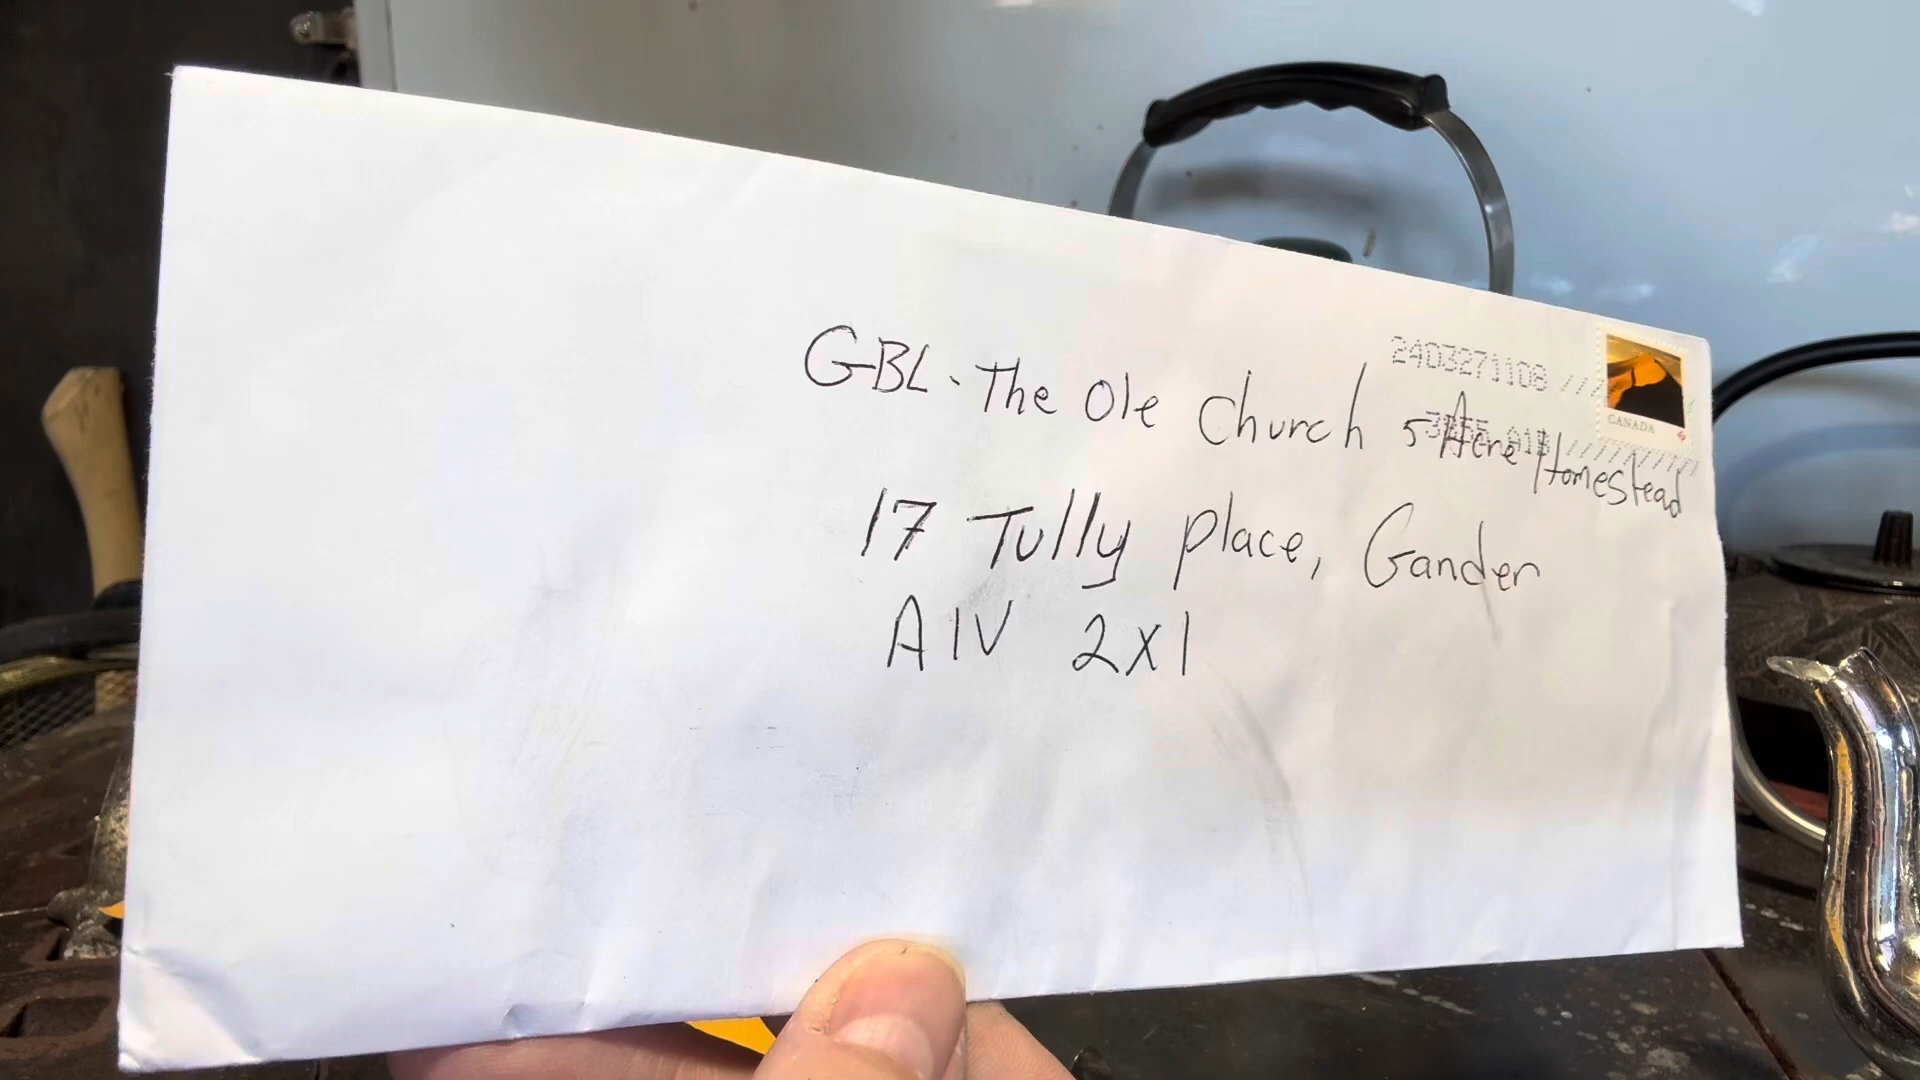 2403271108
GBL. The Ole Church 5 Acre Homestead
CANADA
17 Tully place, Gander
A1V 2X1